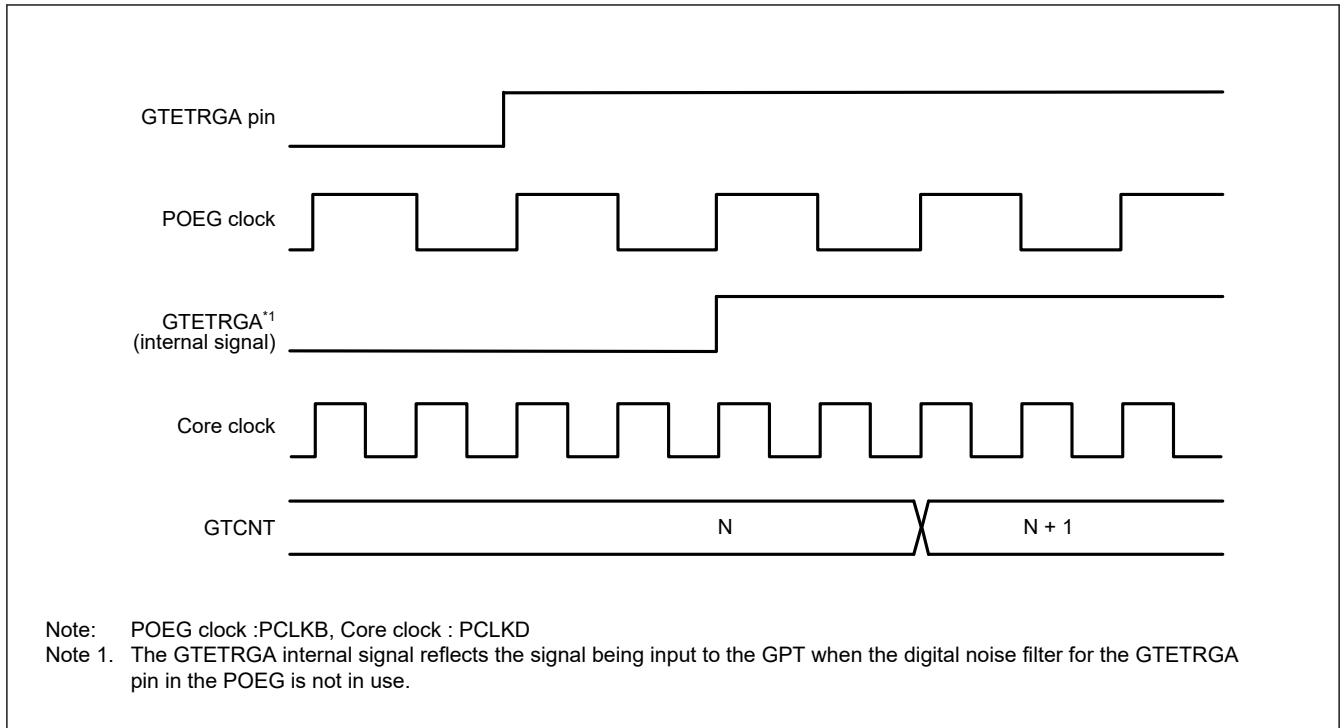 GTETRGA pin
POEG clock
GTETRGA*1
(internal signal)
Core clock
GTCNT
N
N + 1
Note: POEG clock :PCLKB, Core clock : PCLKD
Note 1. The GTETRGA internal signal reflects the signal being input to the GPT when the digital noise filter for the GTETRGA
pin in the POEG is not in use.